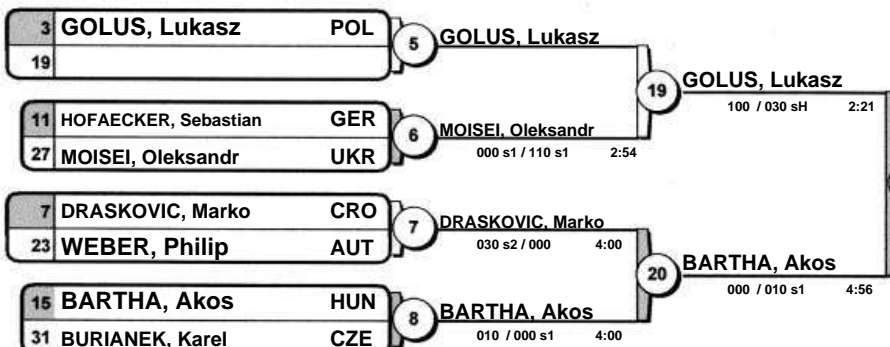 3 GOLUS, Lukasz POL
19
5
GOLUS, Lukasz
11 HOFAECKER, Sebastian GER
27 MOISEI, Oleksandr UKR
6
MOISEI, Oleksandr
000 s1 / 110 s1 2:54
19
GOLUS, Lukasz
100 / 030 sH 2:21
7 DRASKOVIC, Marko CRO
23 WEBER, Philip AUT
7
DRASKOVIC, Marko
030 s2 / 000 4:00
15 BARTHA, Akos HUN
31 BURIANEK, Karel CZE
8
BARTHA, Akos
010 / 000 s1 4:00
20
BARTHA, Akos
000 / 010 s1 4:56